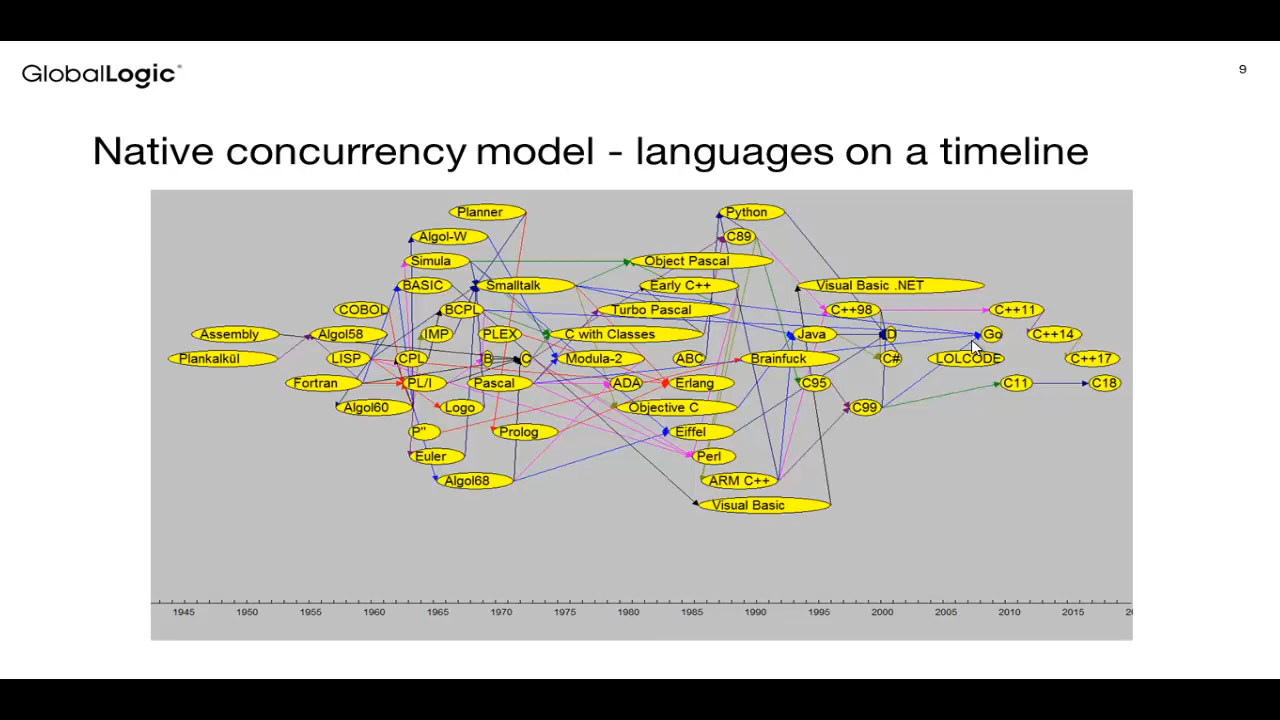 GlobalLogic
9
Native concurrency model - languages on a timeline
Planner Python
Algol-W C89
Simula Object Pascal
BASIC Smalltalk Early C++ Visual Basic .NET
COBOL BCPL Turbo Pascal C++98 C++11
Assembly Algol58 IMP PLEX C with Classes Java D Go C++14
Plankalkül LISP CPL B C Modula-2 ABC Brainfuck C# LOLCODE C++17
Fortran PL/I Pascal ADA Erlang C95 C11 C18
Algol60 Logo Objective C C99
P" Prolog Eiffel
Euler Perl
Algol68 ARM C++
Visual Basic
1945 1950 1955 1960 1965 1970 1975 1980 1985 1990 1995 2000 2005 2010 2015